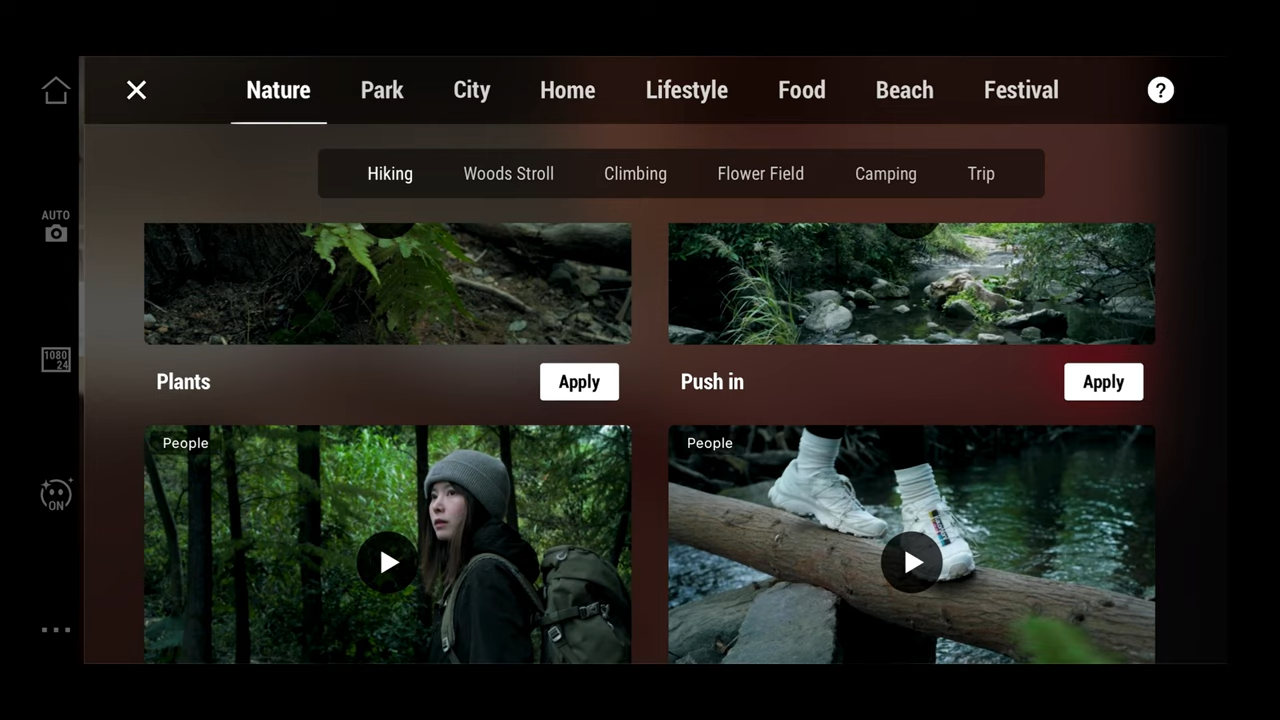 Nature Park City Home Lifestyle Food Beach Festival ?
AUTO
Hiking Woods Stroll Climbing Flower Field Camping Trip
1080
24
Plants Apply Push in Apply
People People
ON